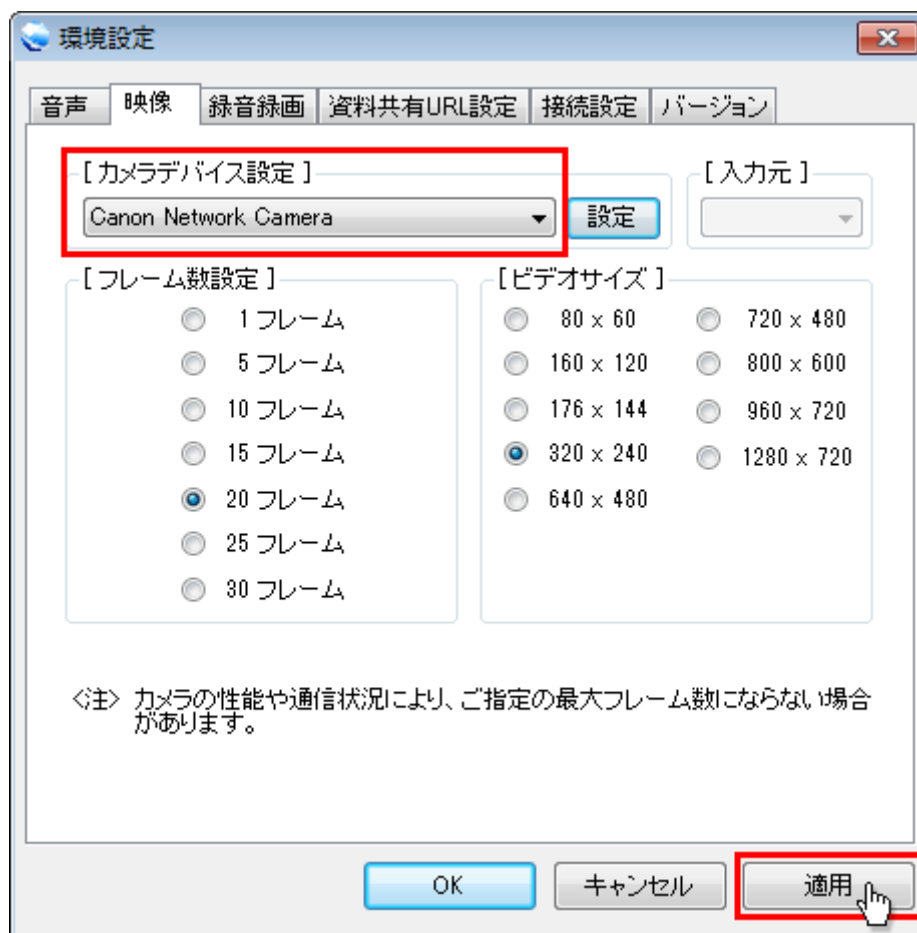 環境設定
音声 映像 録音録画 資料共有URL設定 接続設定 バージョン
[ カメラデバイス設定 ]
Canon Network Camera
設定
[ 入力元 ]
[ フレーム数設定 ]
1 フレーム
5 フレーム
10 フレーム
15 フレーム
20 フレーム
25 フレーム
30 フレーム
[ ビデオサイズ ]
80 x 60
160 x 120
176 x 144
320 x 240
640 x 480
720 x 480
800 x 600
960 x 720
1280 x 720
<注> カメラの性能や通信状況により、ご指定の最大フレーム数にならない場合
があります。
OK キャンセル 適用